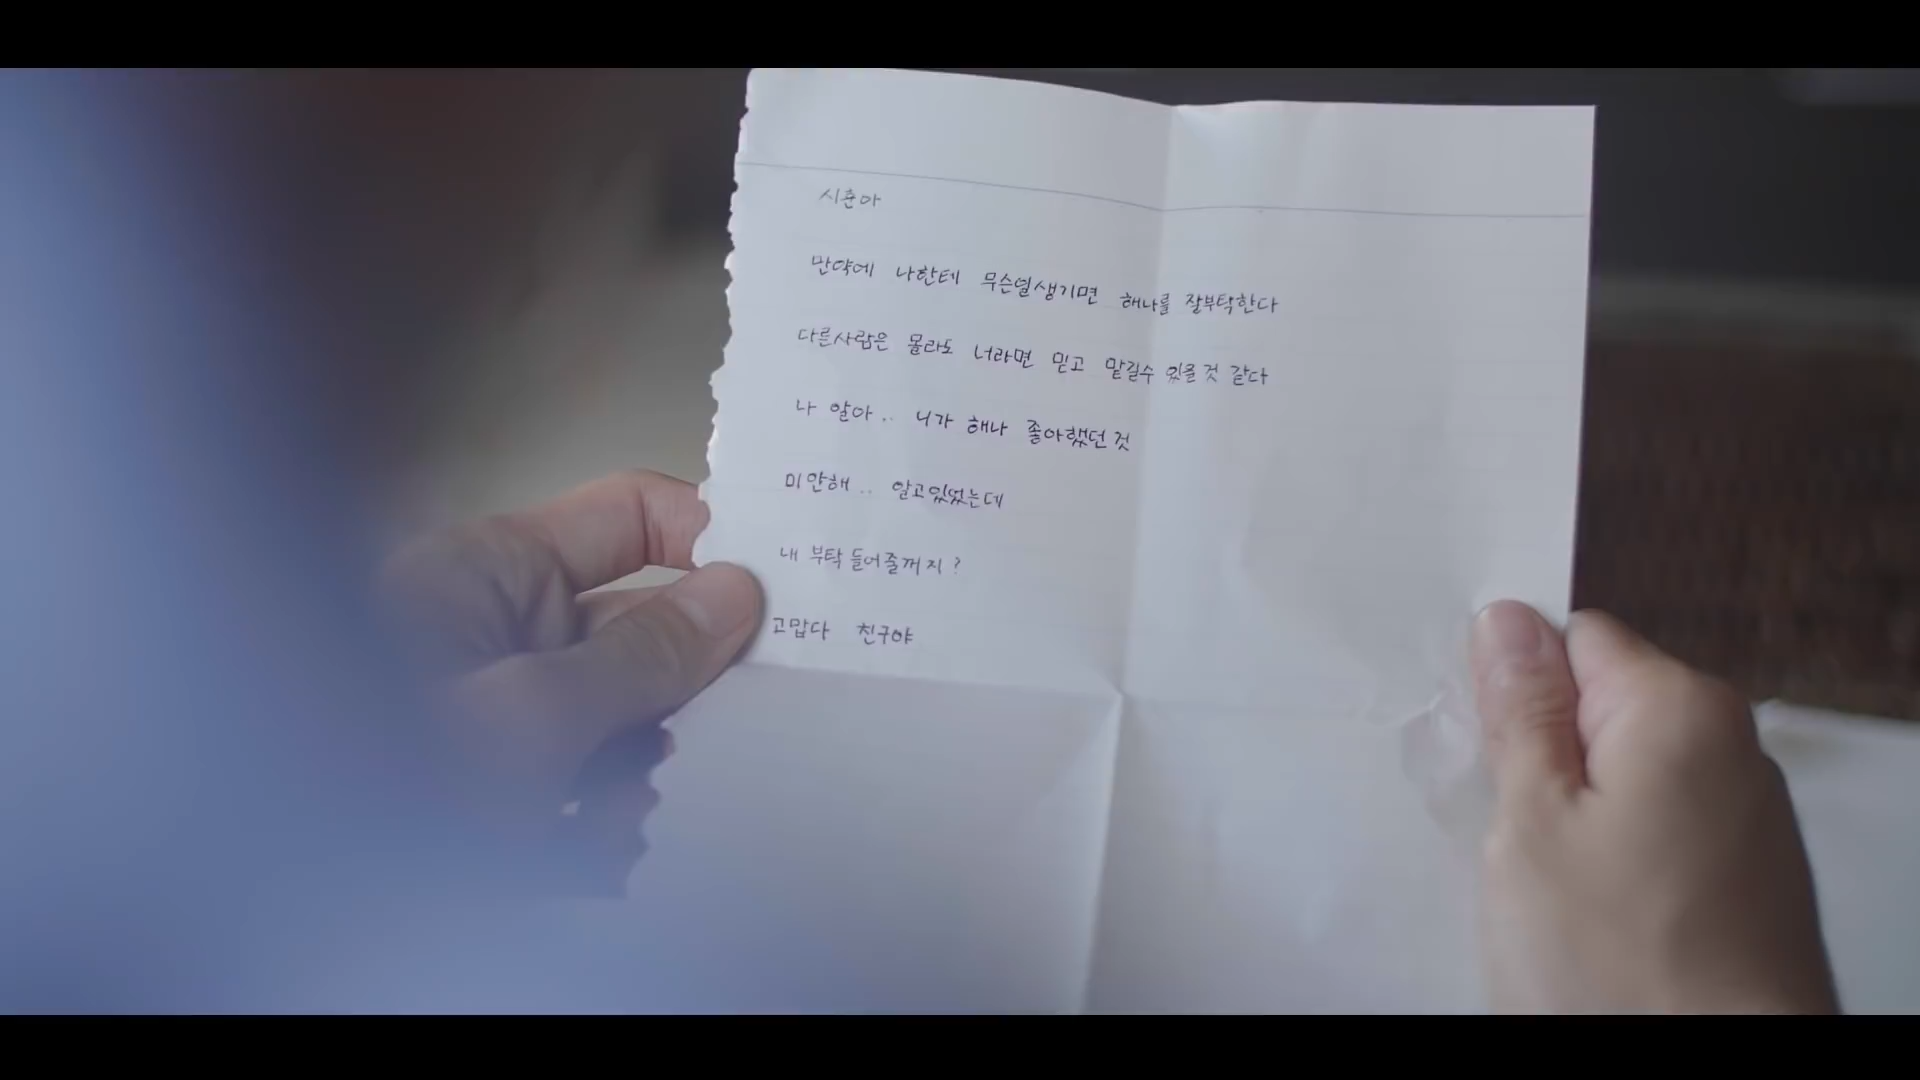 시훈아
만약에 나한테 무슨일생기면 해나를 잘부탁한다
다른사람은 몰라도 너라면 믿고 맡길수 있을것 같다
나 알아.. 니가 해나 좋아했던것
미안해.. 알고있었는데
내 부탁들어줄꺼지?
고맙다 친구야